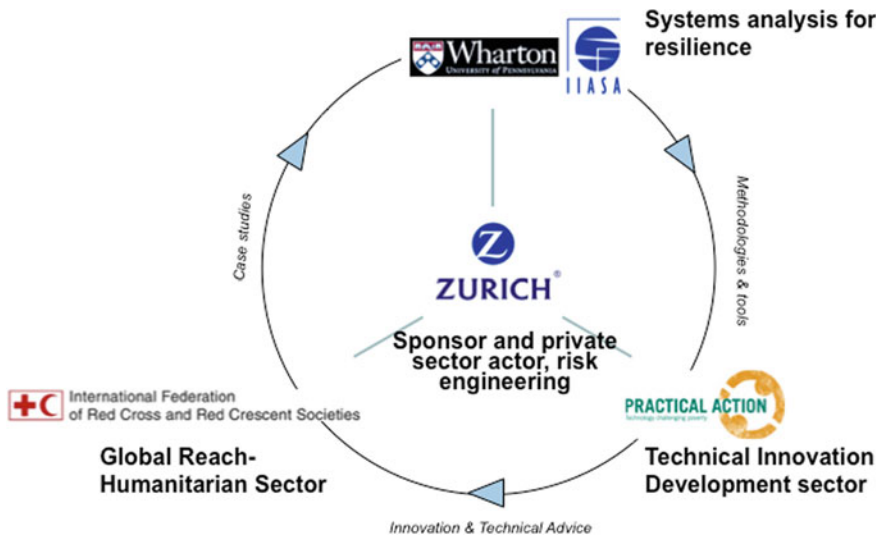 Systems analysis for
resilience
Wharton
UNIVERSITY of PENNSYLVANIA
IIASA
Case studies
Methodologies & tools
Z
ZURICH®
Sponsor and private
sector actor, risk
engineering
International Federation
of Red Cross and Red Crescent Societies
PRACTICAL ACTION
Technology challenging poverty
Global Reach-
Humanitarian Sector
Technical Innovation
Development sector
Innovation & Technical Advice